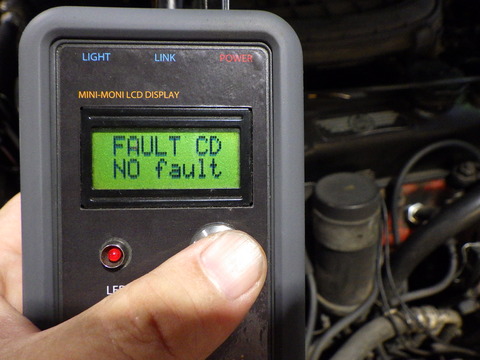 LIGHT LINK POWER
MINI-MONI LCD DISPLAY
FAULT CD
NO fault